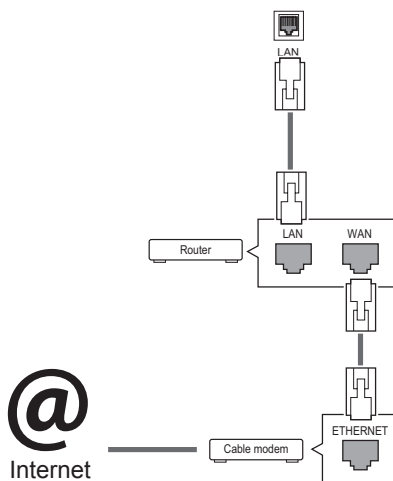 LAN
LAN WAN
Router
ETHERNET
@
Cable modem
Internet